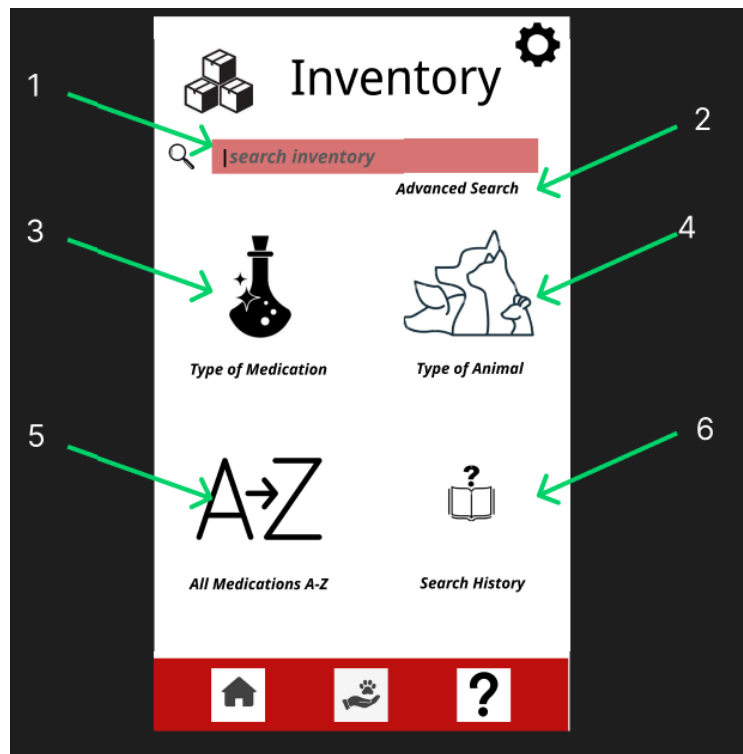 Inventory
1
search inventory
2
Advanced Search
3
4
Type of Medication
Type of Animal
5
A→Z
6
?
All Medications A-Z
Search History
?